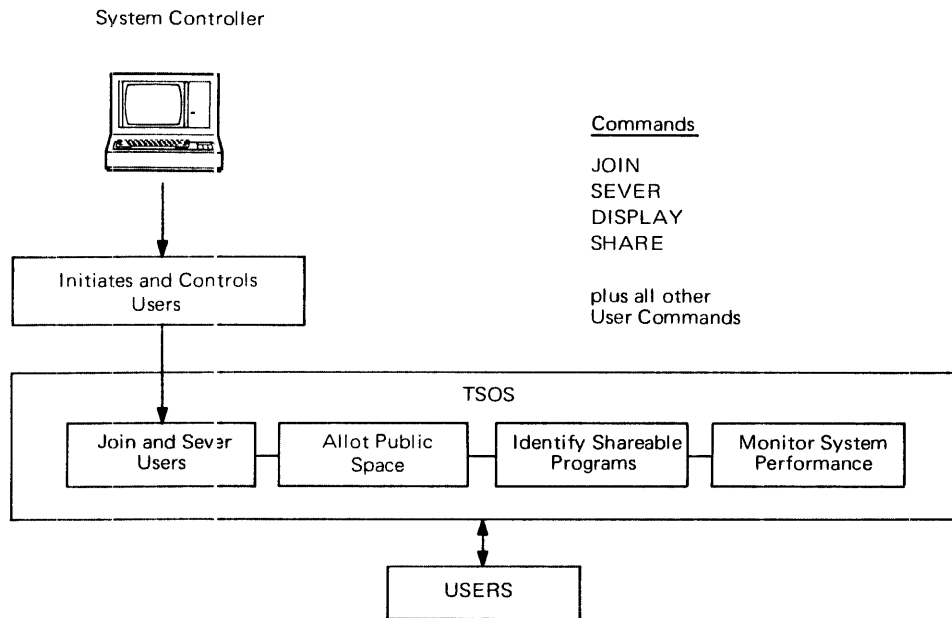 System Controller
Commands
JOIN
SEVER
DISPLAY
SHARE
plus all other
User Commands
Initiates and Controls
Users
TSOS
Join and Sever
Users
Allot Public
Space
Identify Shareable
Programs
Monitor System
Performance
USERS